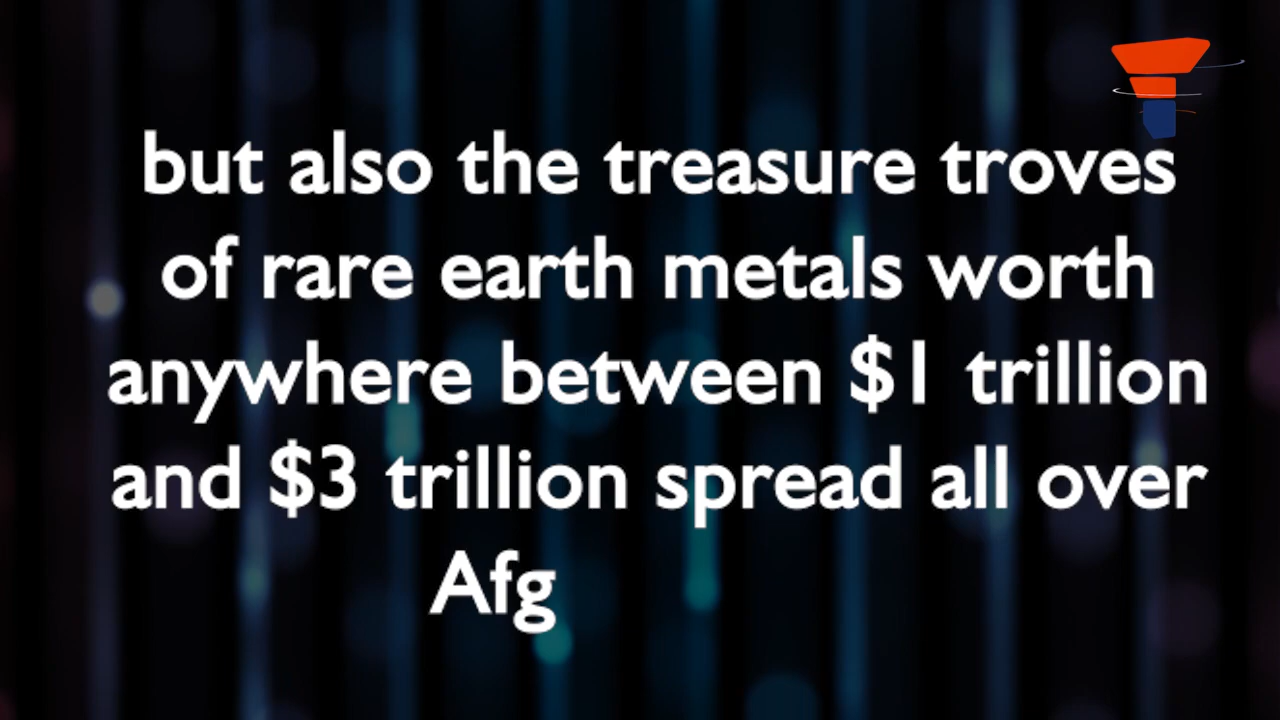 but also the treasure troves
of rare earth metals worth
anywhere between $1 trillion
and $3 trillion spread all over
Afg